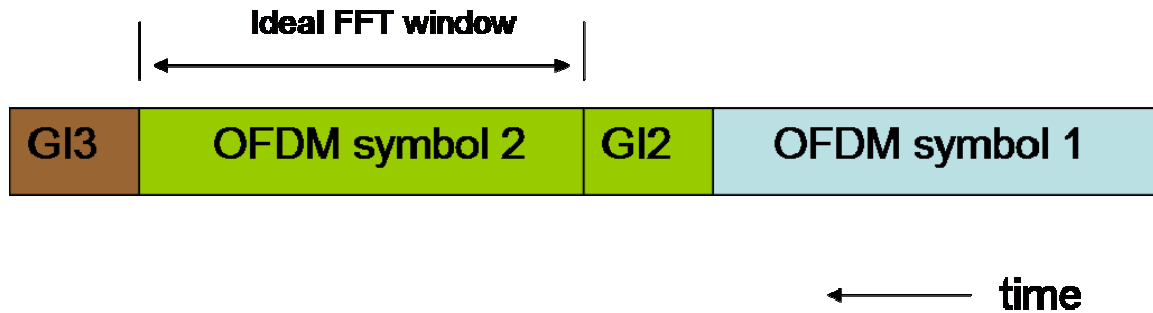 Ideal FFT window
GI3 OFDM symbol 2 GI2 OFDM symbol 1
time